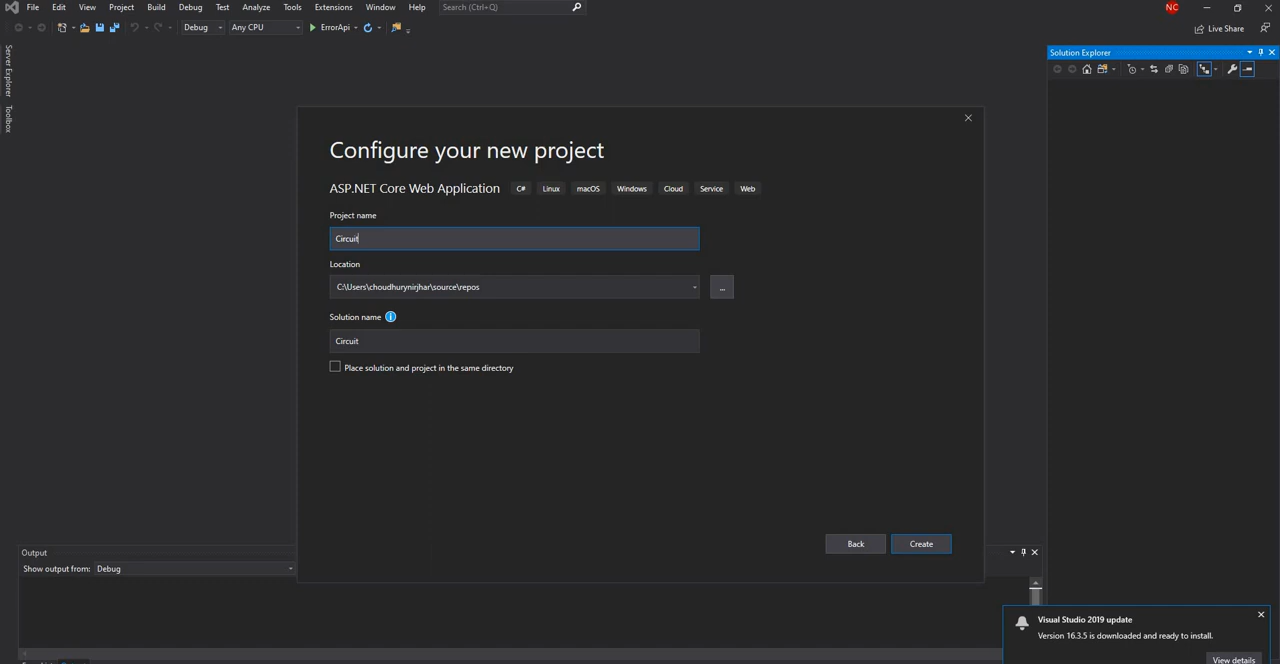 File Edit View Project Build Debug Test Analyze Tools Extensions Window Help Search (Ctrl+Q) NC
Debug Any CPU ErrorApi Live Share
Server Explorer
Toolbox
Solution Explorer
Configure your new project
ASP.NET Core Web Application C# Linux macOS Windows Cloud Service Web
Project name
Circuit
Location
C:\Users\choudhurynirjhar\source\repos
...
Solution name
Circuit
Place solution and project in the same directory
Back Create
Output
Show output from: Debug
Visual Studio 2019 update
Version 16.3.5 is downloaded and ready to install.
View details